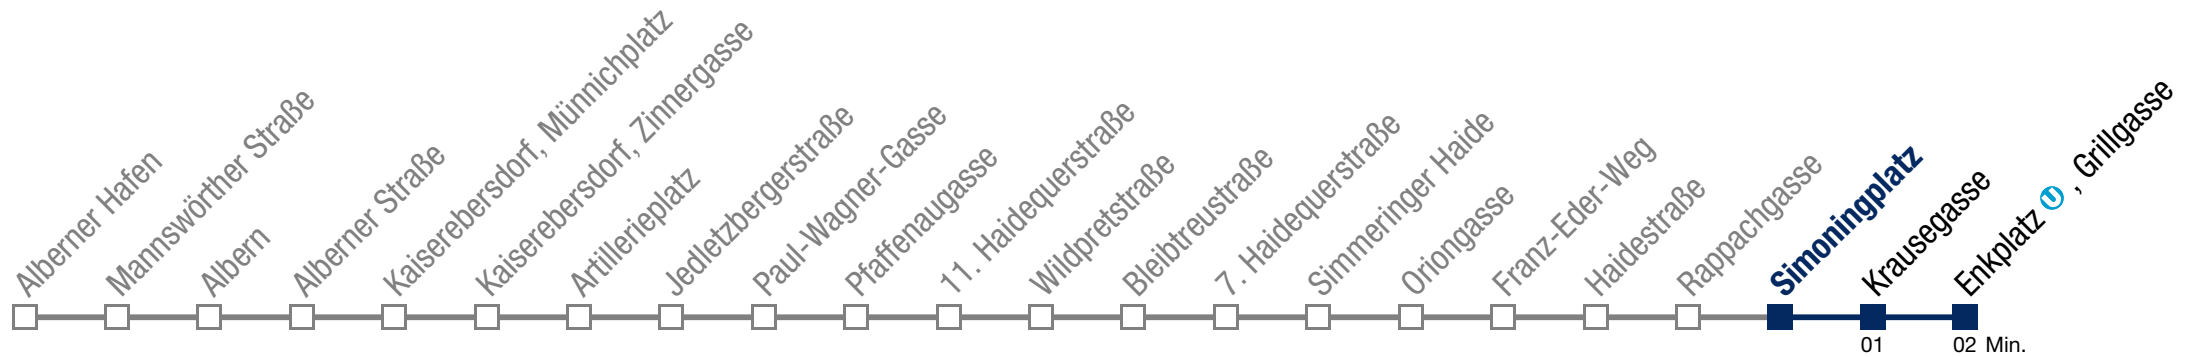 Alberner Hafen
Mannswörther Straße
Albern
Alberner Straße
Kaiserebersdorf, Münnichplatz
Kaiserebersdorf, Zinnergasse
Artillerieplatz
Jedletzbergerstraße
Paul-Wagner-Gasse
Pfaffenaugasse
11. Haidequerstraße
Wildpretstraße
Bleibtreustraße
7. Haidequerstraße
Simmeringer Haide
Oriongasse
Franz-Eder-Weg
Haidestraße
Rappachgasse
Simoningplatz
Krausegasse
Enkplatz U , Grillgasse
01
02 Min.